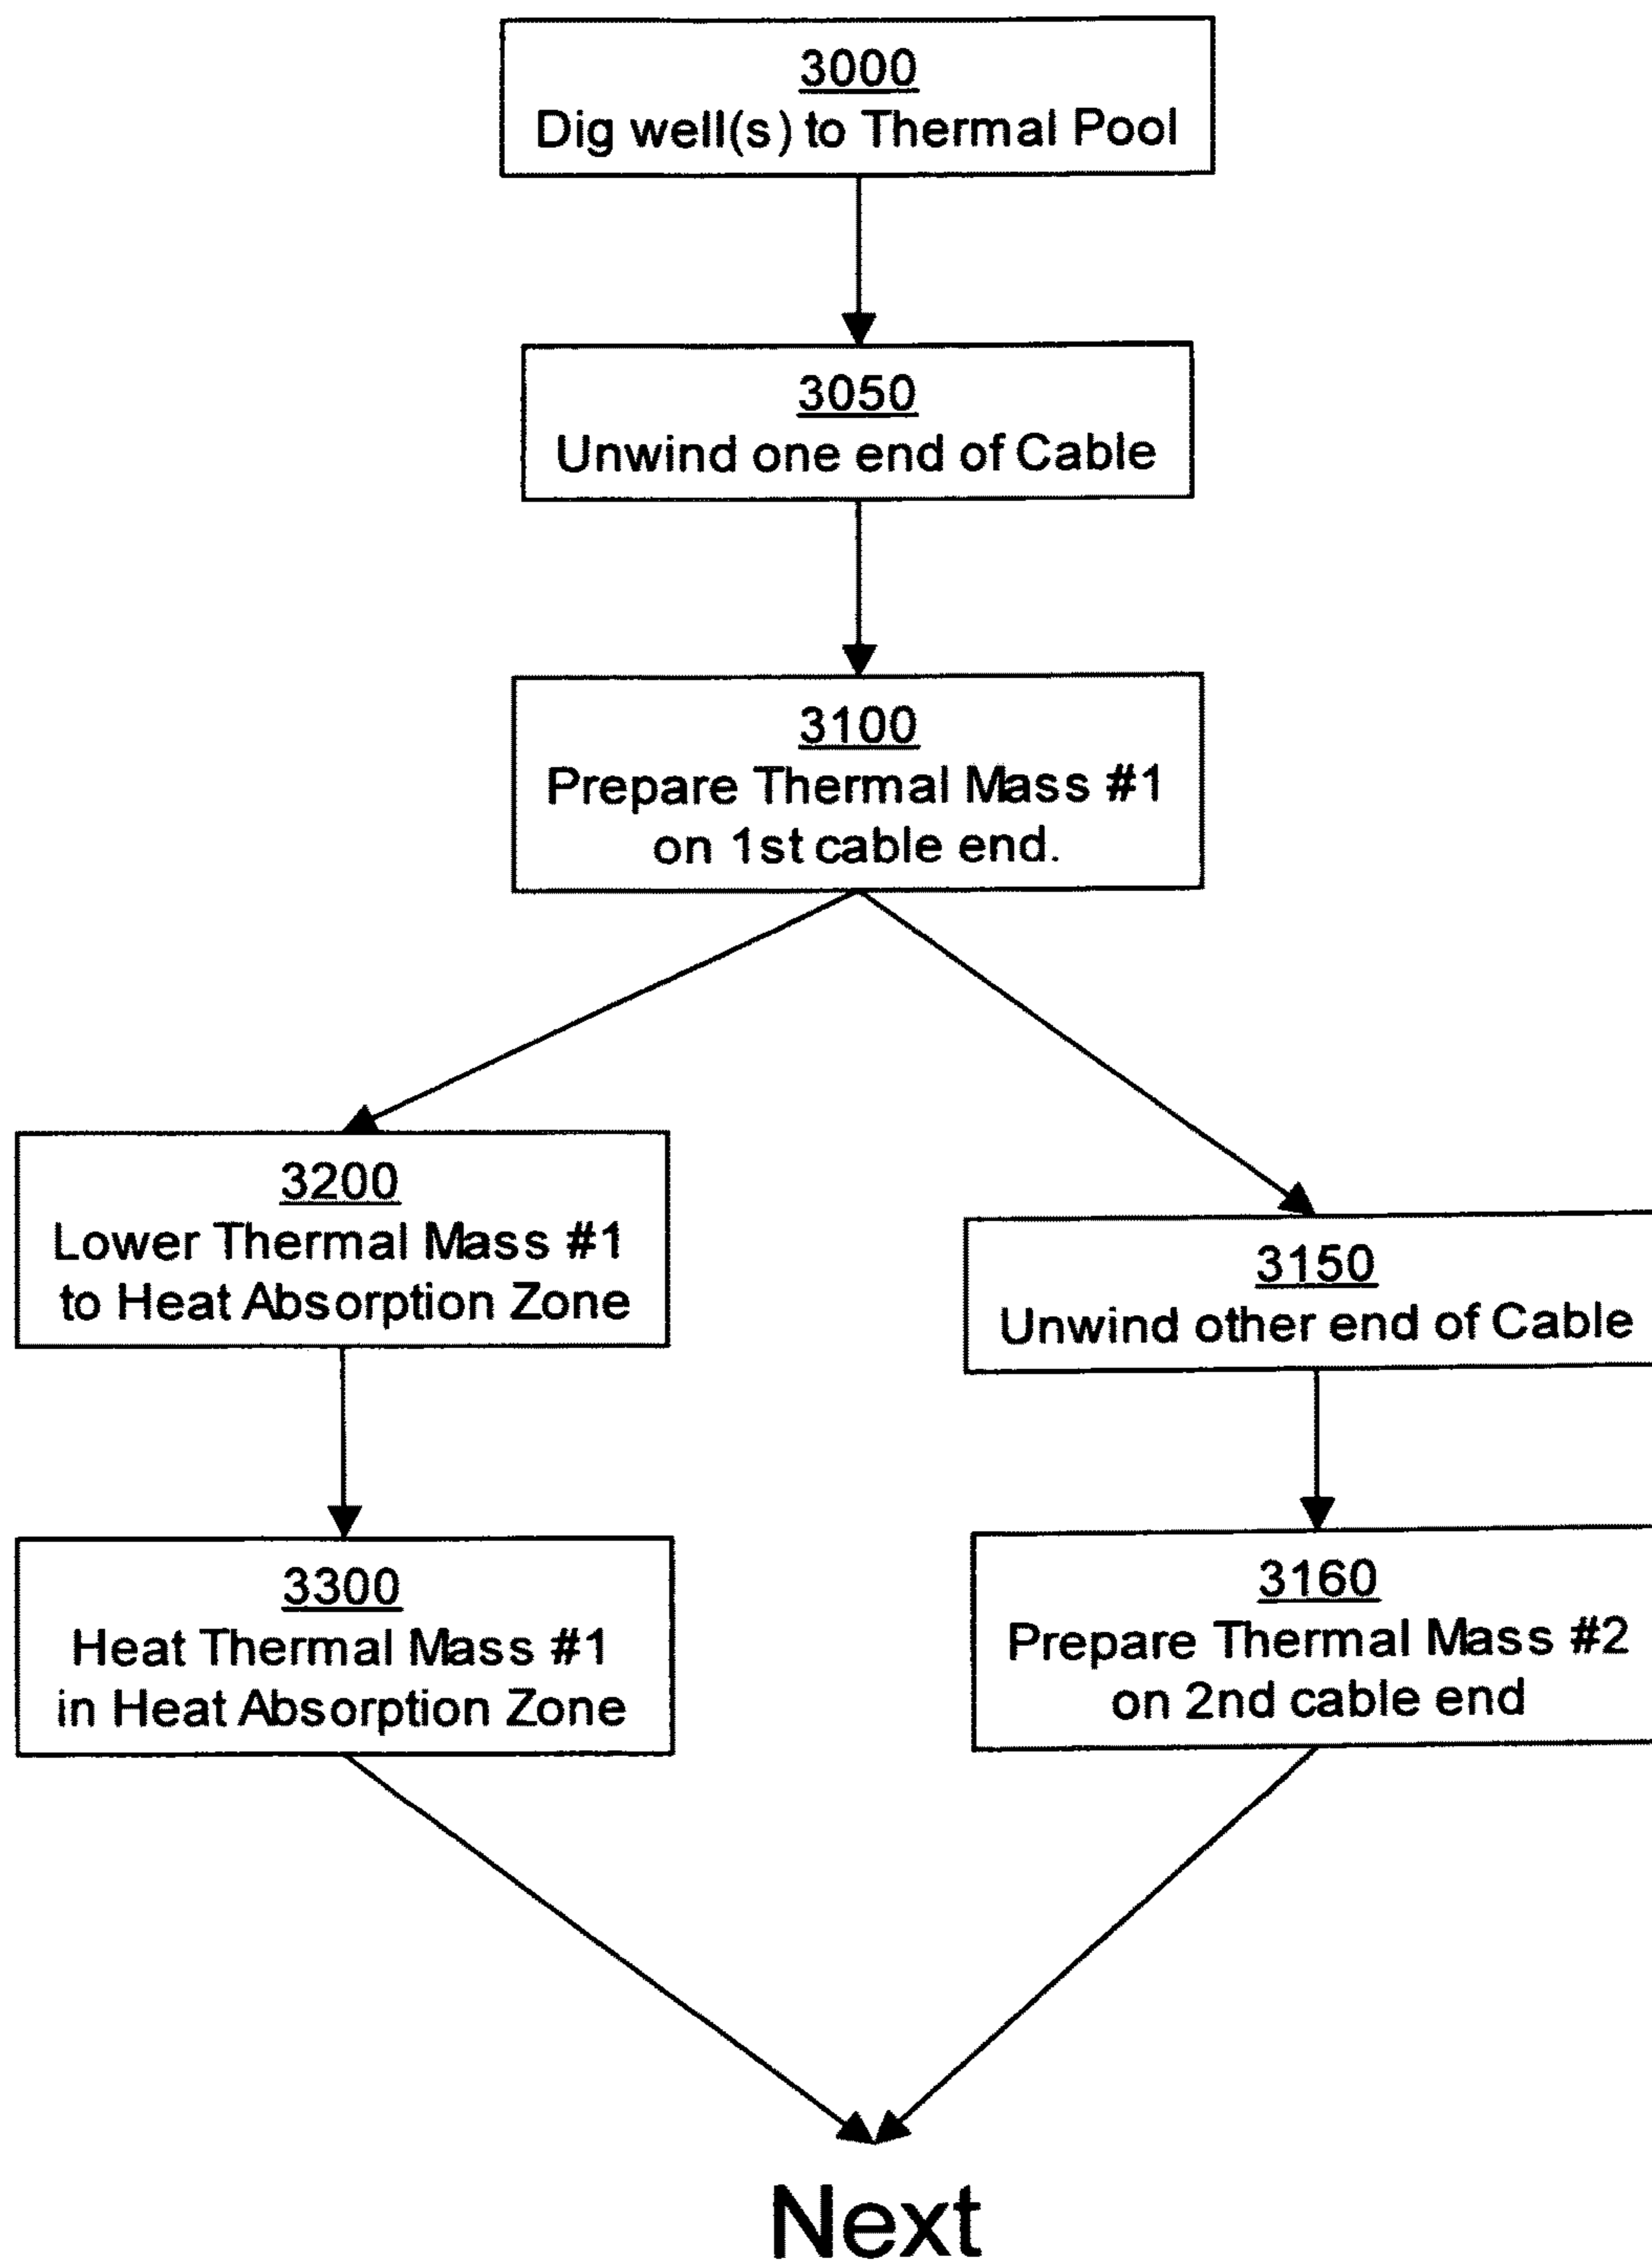 3000
Dig well(s) to Thermal Pool
3050
Unwind one end of Cable
3100
Prepare Thermal Mass #1
on 1st cable end.
3200
Lower Thermal Mass #1
to Heat Absorption Zone
3150
Unwind other end of Cable
3300
Heat Thermal Mass #1
in Heat Absorption Zone
3160
Prepare Thermal Mass #2
on 2nd cable end
Next